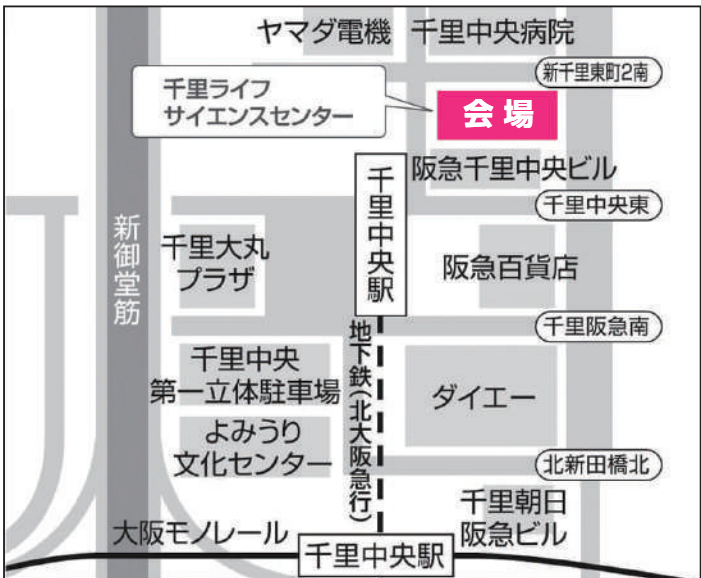 ヤマダ電機
千里中央病院
新千里東町2南
千里ライフ
サイエンスセンター
会場
阪急千里中央ビル
千里中央駅
千里中央東
新御堂筋
千里大丸
プラザ
阪急百貨店
千里阪急南
地下鉄(北大阪急行)
千里中央
第一立体駐車場
ダイエー
よみうり
文化センター
北新田橋北
千里朝日
阪急ビル
大阪モノレール
千里中央駅